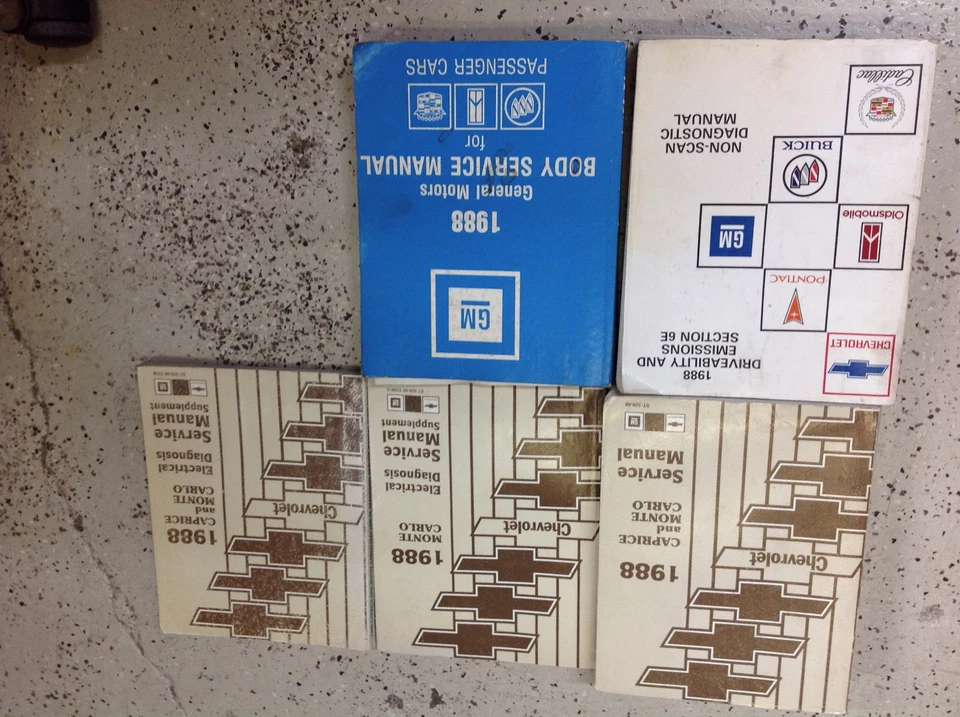 Chevrolet
1988
CAPRICE
and
MONTE
CARLO
Service
Manual
Chevrolet
1988
MONTE
CARLO
Electrical
Diagnosis
Service
Manual
Supplement
Chevrolet
1988
CAPRICE
and
MONTE
CARLO
Electrical
Diagnosis
Service
Manual
Supplement
CHEVROLET
1988
DRIVEABILITY AND
EMISSIONS
SECTION 6E
PONTIAC
Oldsmobile
GM
BUICK
NON-SCAN
DIAGNOSTIC
MANUAL
Cadillac
GM
1988
General Motors
BODY SERVICE MANUAL
for
PASSENGER CARS